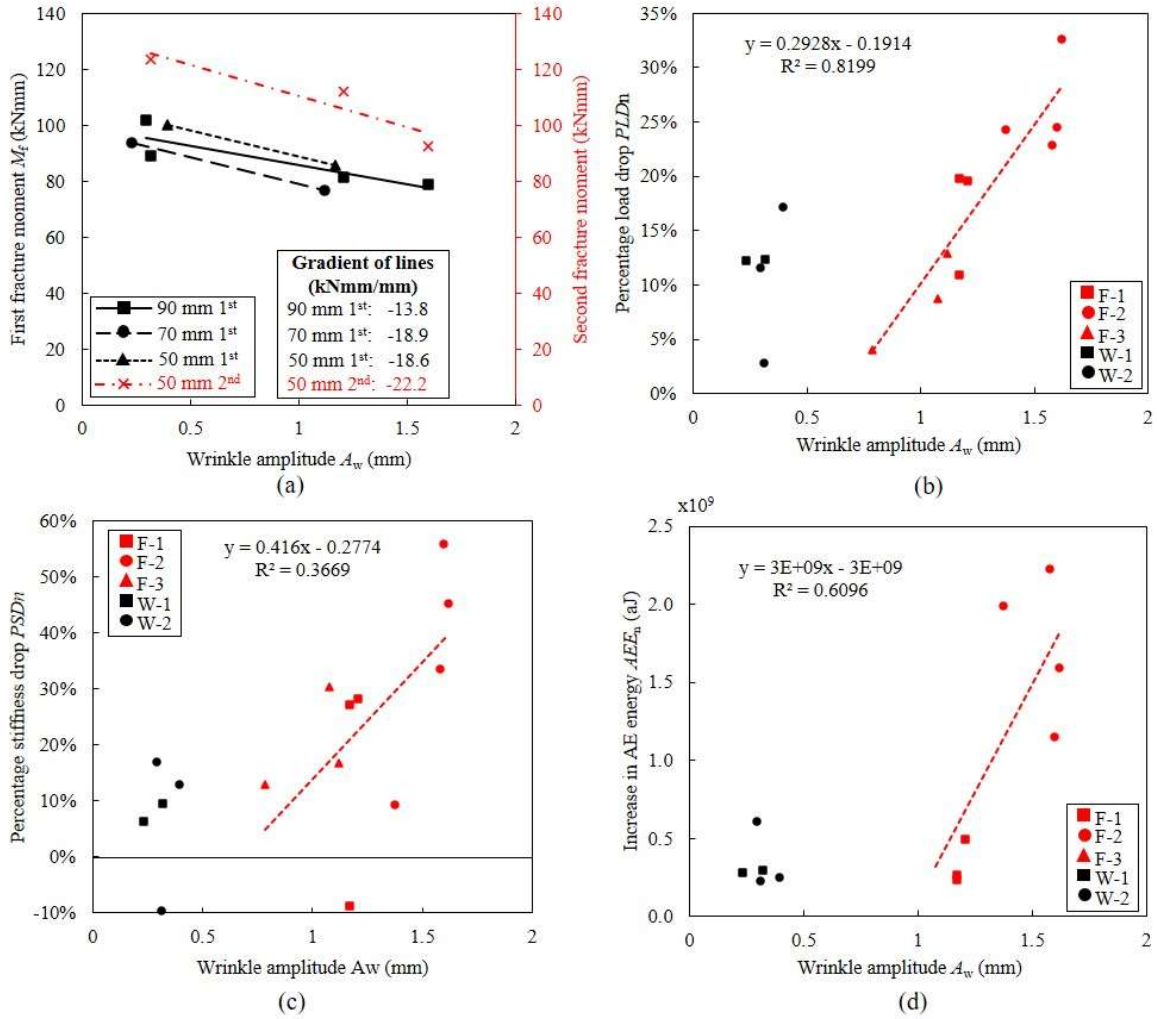 140
120
100
80
60
40
20
0
First fracture moment Mf (kNmm)
140
120
100
80
60
40
20
0
Second fracture moment (kNmm)
90 mm 1st
70 mm 1st
50 mm 1st
50 mm 2nd
Gradient of lines
(kNmm/mm)
90 mm 1st: -13.8
70 mm 1st: -18.9
50 mm 1st: -18.6
50 mm 2nd: -22.2
0 0.5 1 1.5 2
Wrinkle amplitude Aw (mm)
(a)
35%
30%
25%
20%
15%
10%
5%
0%
Percentage load drop PLDn
y = 0.2928x - 0.1914
R² = 0.8199
F-1
F-2
F-3
W-1
W-2
0 0.5 1 1.5 2
Wrinkle amplitude Aw (mm)
(b)
60%
50%
40%
30%
20%
10%
0%
-10%
Percentage stiffness drop PSDn
F-1
F-2
F-3
W-1
W-2
y = 0.416x - 0.2774
R² = 0.3669
0 0.5 1 1.5 2
Wrinkle amplitude Aw (mm)
(c)
x10⁹
2.5
2.0
1.5
1.0
0.5
0.0
Increase in AE energy AEEn (aJ)
y = 3E+09x - 3E+09
R² = 0.6096
F-1
F-2
F-3
W-1
W-2
0 0.5 1 1.5 2
Wrinkle amplitude Aw (mm)
(d)